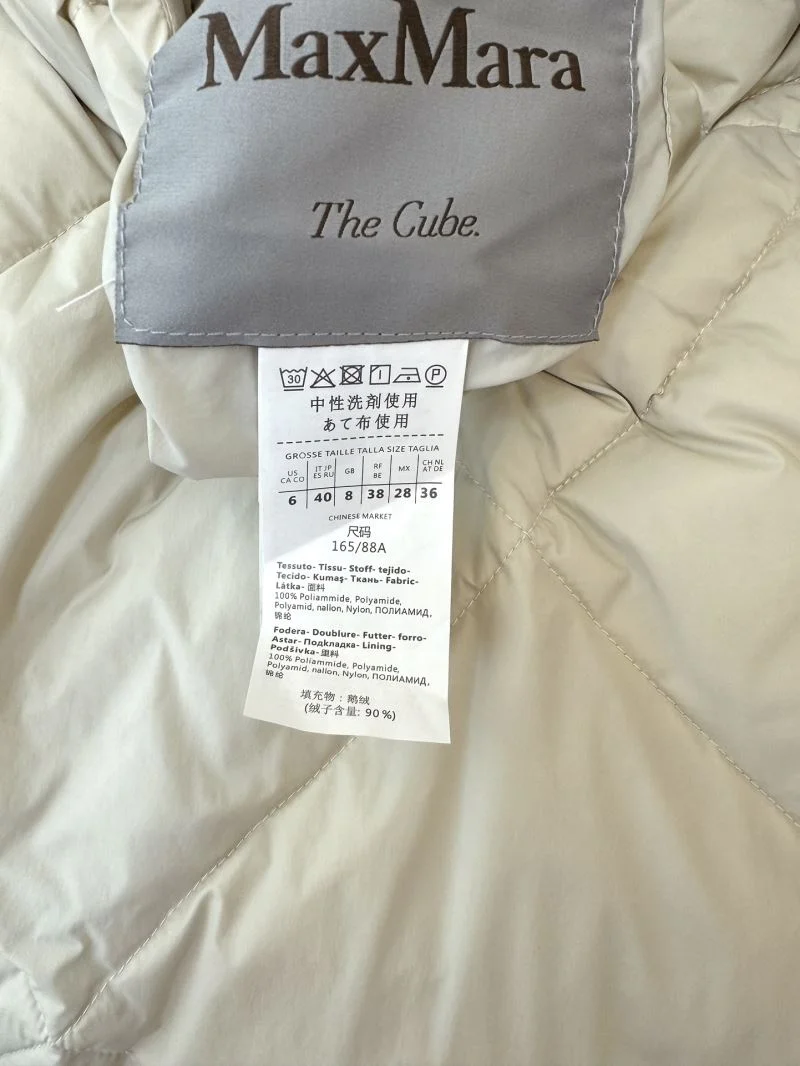 MaxMara
The Cube.
30 P
中性洗剤使用
あて布使用
GROSSE TAILLE TALLA SIZE TAGLIA
US CA CO IT JP ES RU GB RF BE MX CH NL AT DE
6 40 8 38 28 36
CHINESE MARKET
尺码
165/88A
Tessuto- Tissu- Stoff- tejido-
Tecido- Kumaş- Ткань- Fabric-
Látka- 面料
100% Poliammide, Polyamide,
Polyamid, nailon, Nylon, ПОЛИАМИД,
锦纶
Fodera- Doublure- Futter- forro-
Astar- Подкладка- Lining-
Podšívka- 里料
100% Poliammide, Polyamide,
Polyamid, nailon, Nylon, ПОЛИАМИД,
锦纶
填充物：鹅绒
(绒子含量: 90%)